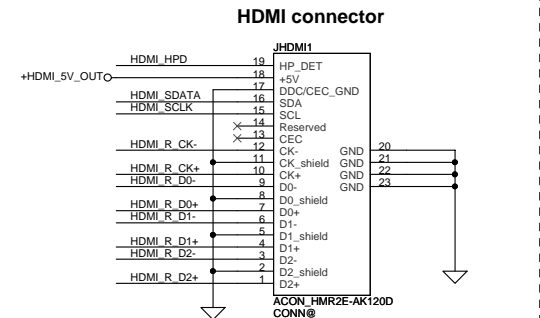 HDMI connector
JHDMI1
HDMI_HPD 19 HP_DET
+HDMI_5V_OUT 18 +5V
17 DDC/CEC_GND
HDMI_SDATA 16 SDA
HDMI_SCLK 15 SCL
14 Reserved
13 CEC
HDMI_R_CK- 12 CK- GND 20
11 CK_shield GND 21
HDMI_R_CK+ 10 CK+ GND 22
HDMI_R_D0- 9 D0- GND 23
8 D0_shield
HDMI_R_D0+ 7 D0+
HDMI_R_D1- 6 D1-
5 D1_shield
HDMI_R_D1+ 4 D1+
HDMI_R_D2- 3 D2-
2 D2_shield
HDMI_R_D2+ 1 D2+
ACON_HMR2E-AK120D
CONN@